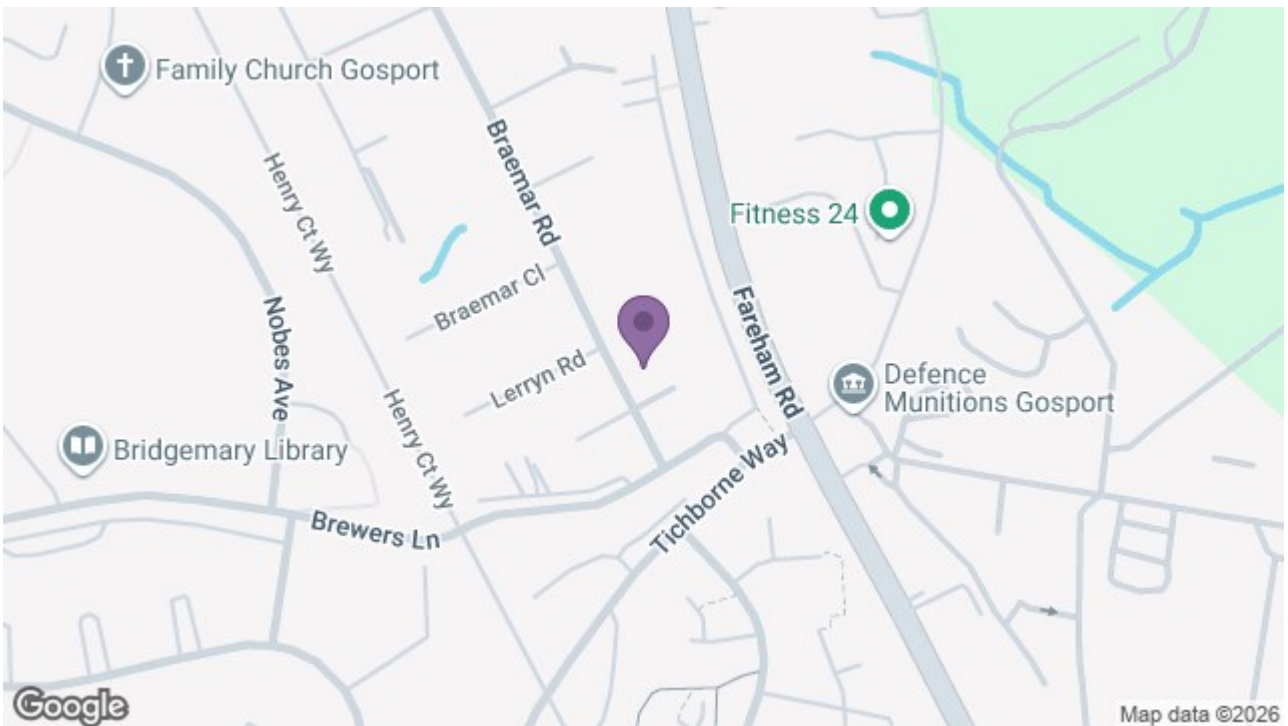 Family Church Gosport
Braemar Rd
Henry Ct Wy
Fitness 24
Braemar Cl
Nobes Ave
Fareham Rd
Lerryn Rd
Defence
Munitions Gosport
Henry Ct Wy
Bridgemary Library
Tichborne Way
Brewers Ln
Google
Map data ©2026